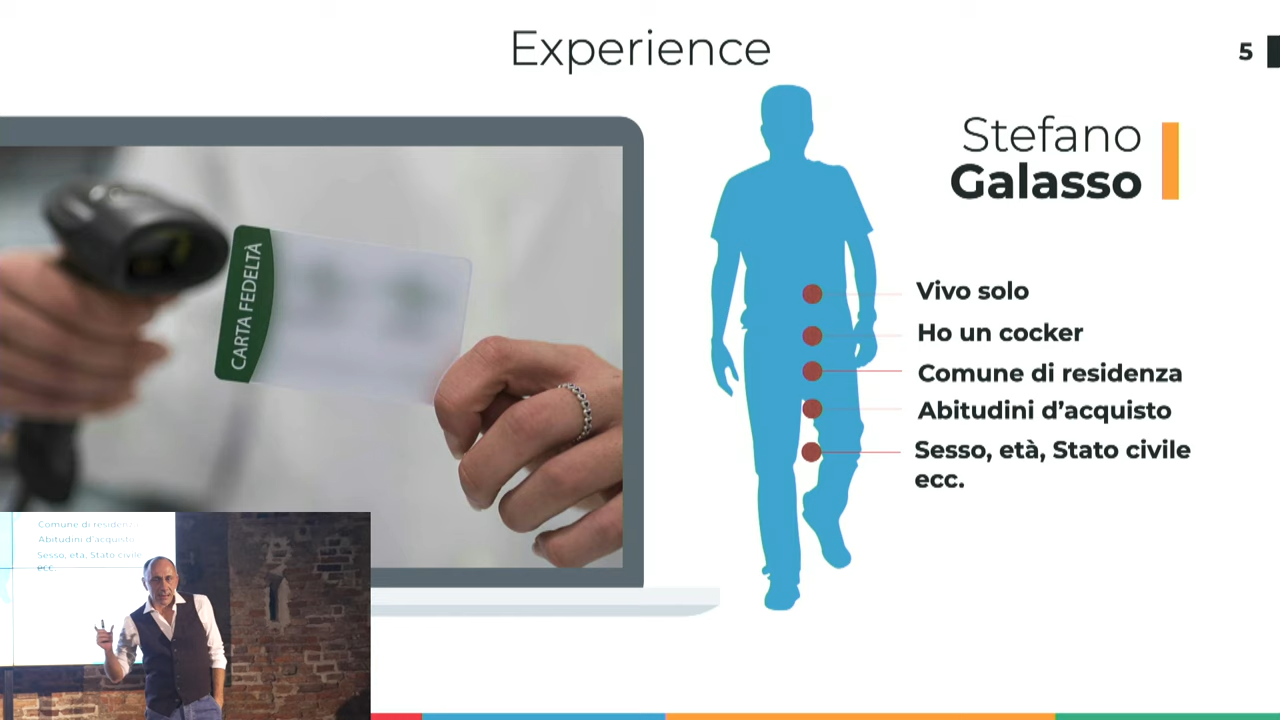 Experience
5
Stefano
Galasso
CARTA FEDELTÀ
Vivo solo
Ho un cocker
Comune di residenza
Abitudini d’acquisto
Sesso, età, Stato civile
ecc.
Comune di residenza
Abitudini d’acquisto
Sesso, età, Stato civile
ecc.